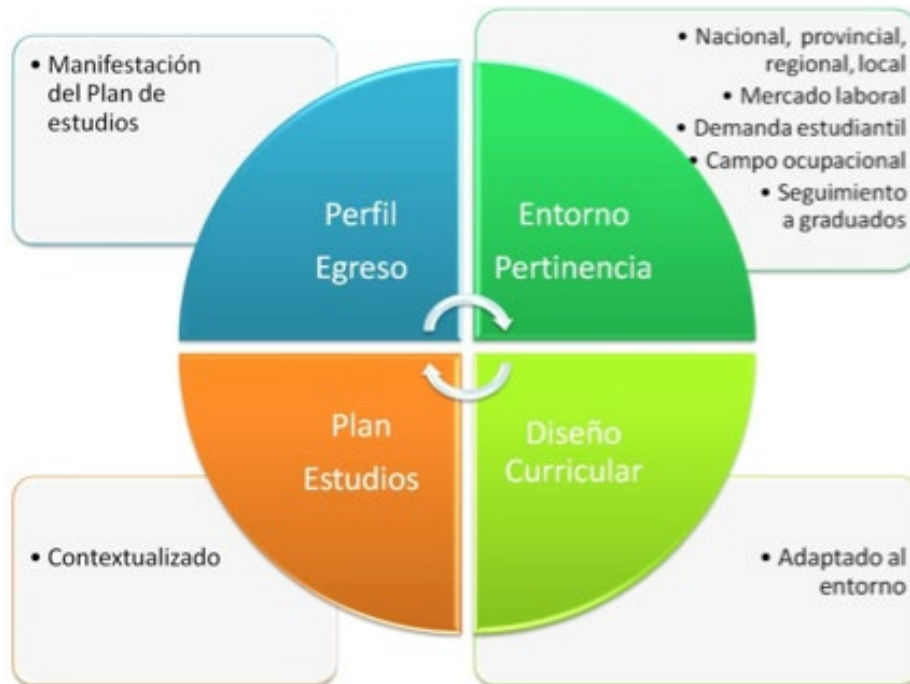 • Manifestación
del Plan de
estudios
• Nacional, provincial,
regional, local
• Mercado laboral
• Demanda estudiantil
• Campo ocupacional
• Seguimiento
a graduados
Perfil
Egreso
Entorno
Pertinencia
Plan
Estudios
Diseño
Curricular
• Contextualizado
• Adaptado al
entorno